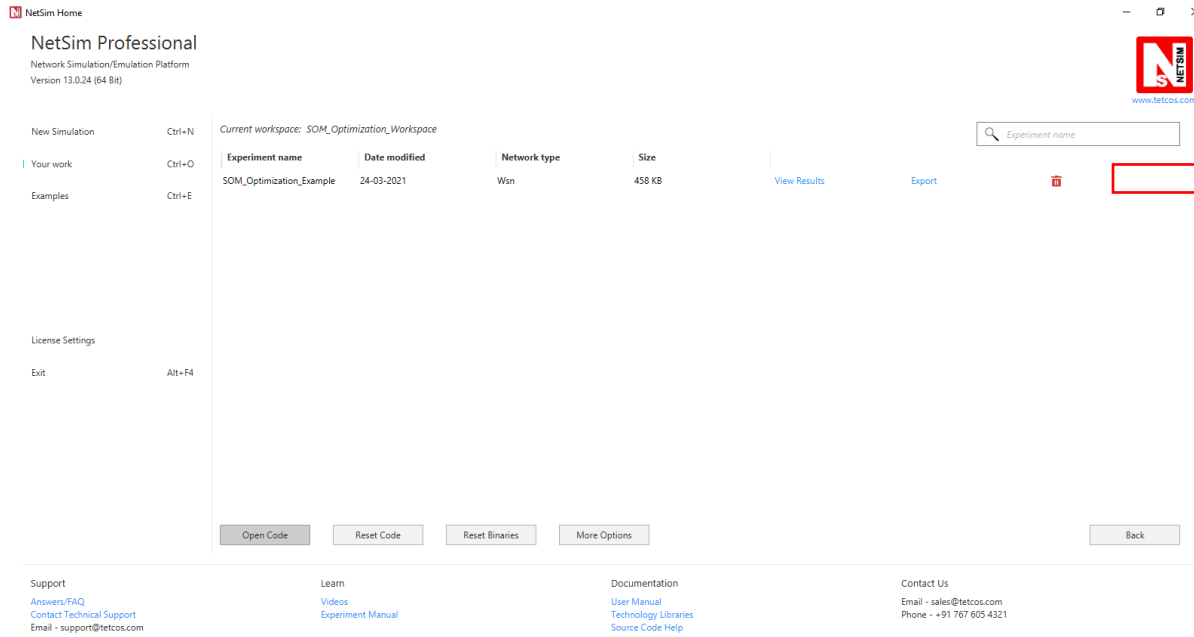 NetSim Home
NetSim Professional
Network Simulation/Emulation Platform
Version 13.0.24 (64 Bit)
N S NETSIM
www.tetcos.com
New Simulation Ctrl+N
Your work Ctrl+O
Examples Ctrl+E
License Settings
Exit Alt+F4
Current workspace: SOM_Optimization_Workspace
Experiment name
Experiment name Date modified Network type Size
SOM_Optimization_Example 24-03-2021 Wsn 458 KB View Results Export
Open Code Reset Code Reset Binaries More Options Back
Support
Answers/FAQ
Contact Technical Support
Email - support@tetcos.com
Learn
Videos
Experiment Manual
Documentation
User Manual
Technology Libraries
Source Code Help
Contact Us
Email - sales@tetcos.com
Phone - +91 767 605 4321